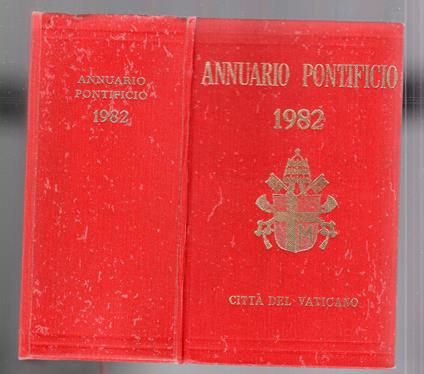 ANNUARIO
PONTIFICIO
1982
ANNUARIO PONTIFICIO
1982
M
CITTÀ DEL VATICANO